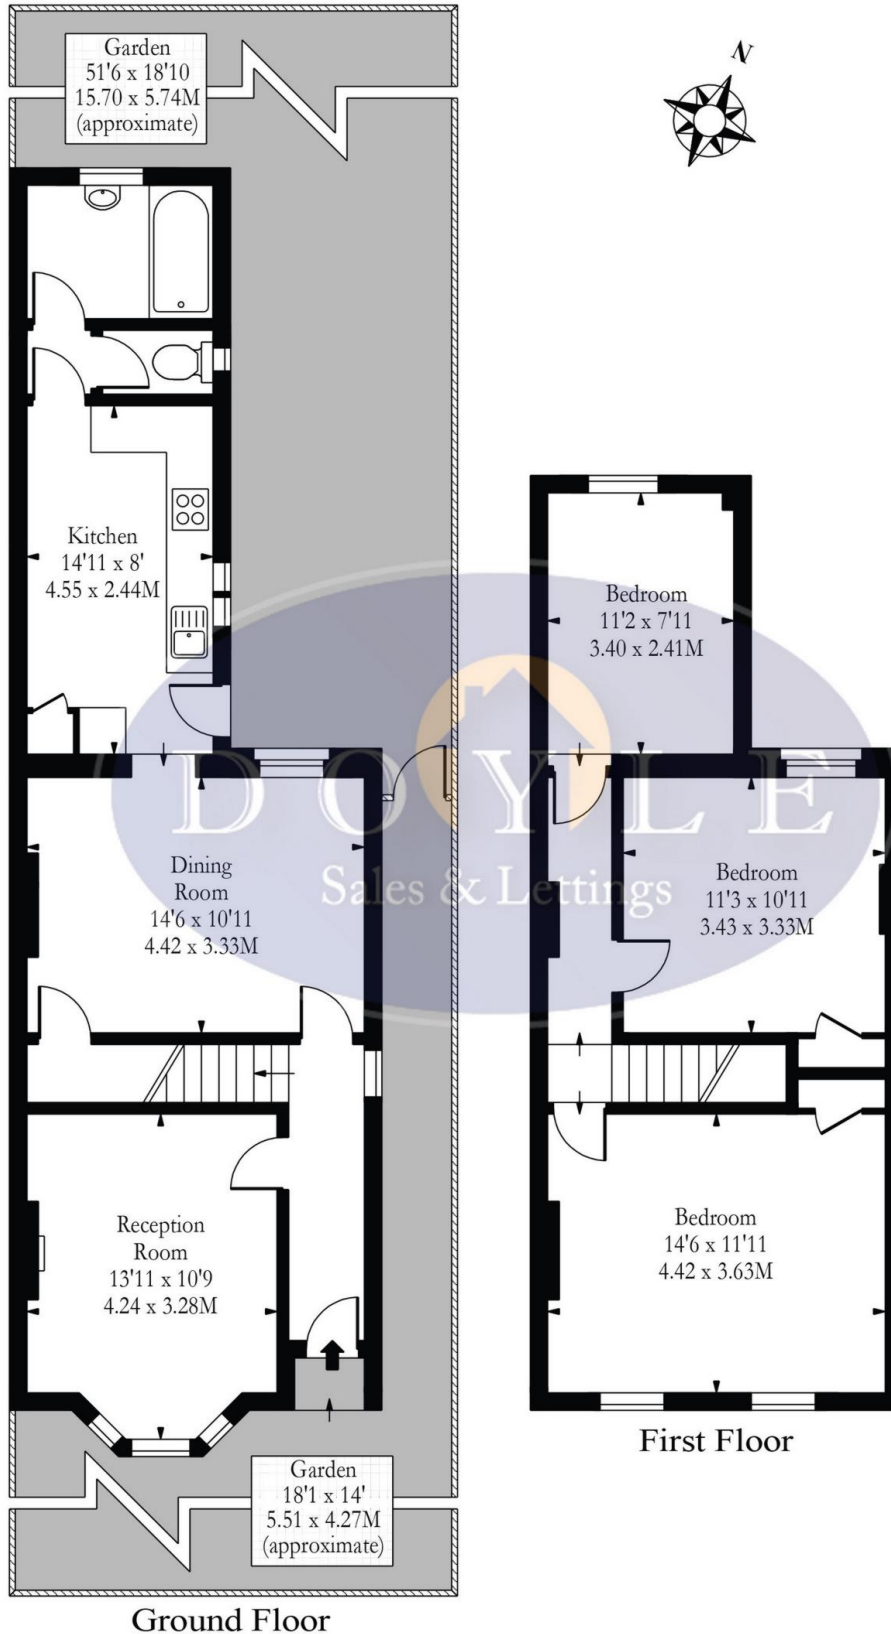 Garden
51'6 x 18'10
15.70 x 5.74M
(approximate)
N
Kitchen
14'11 x 8'
4.55 x 2.44M
Bedroom
11'2 x 7'11
3.40 x 2.41M
DOYLE
Sales & Lettings
Dining
Room
14'6 x 10'11
4.42 x 3.33M
Bedroom
11'3 x 10'11
3.43 x 3.33M
Reception
Room
13'11 x 10'9
4.24 x 3.28M
Bedroom
14'6 x 11'11
4.42 x 3.63M
First Floor
Garden
18'1 x 14'
5.51 x 4.27M
(approximate)
Ground Floor